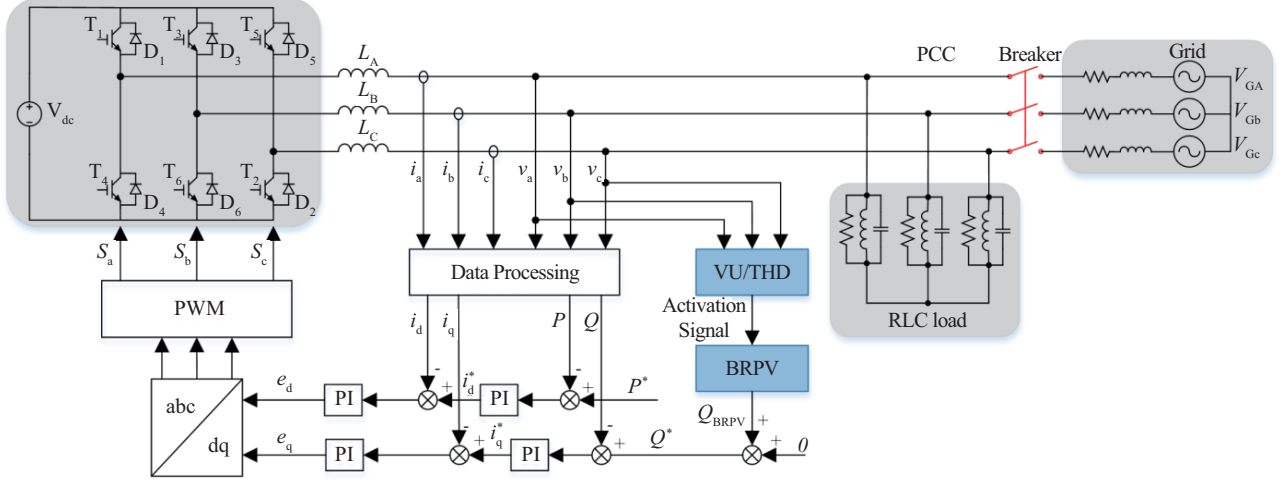 T1
T3
T5
D1
D3
D5
Vdc
T4
T6
T2
D4
D6
D2
LA
LB
LC
PCC
Breaker
Grid
VGA
VGb
VGc
ia
ib
ic
va
vb
vc
Sa
Sb
Sc
Data Processing
VU/THD
RLC load
PWM
id
iq
P
Q
Activation
Signal
BRPV
abc
dq
ed
PI
-
+
id*
PI
-
+
P*
QBRPV
+
eq
PI
-
+
iq*
PI
-
+
Q*
+
0